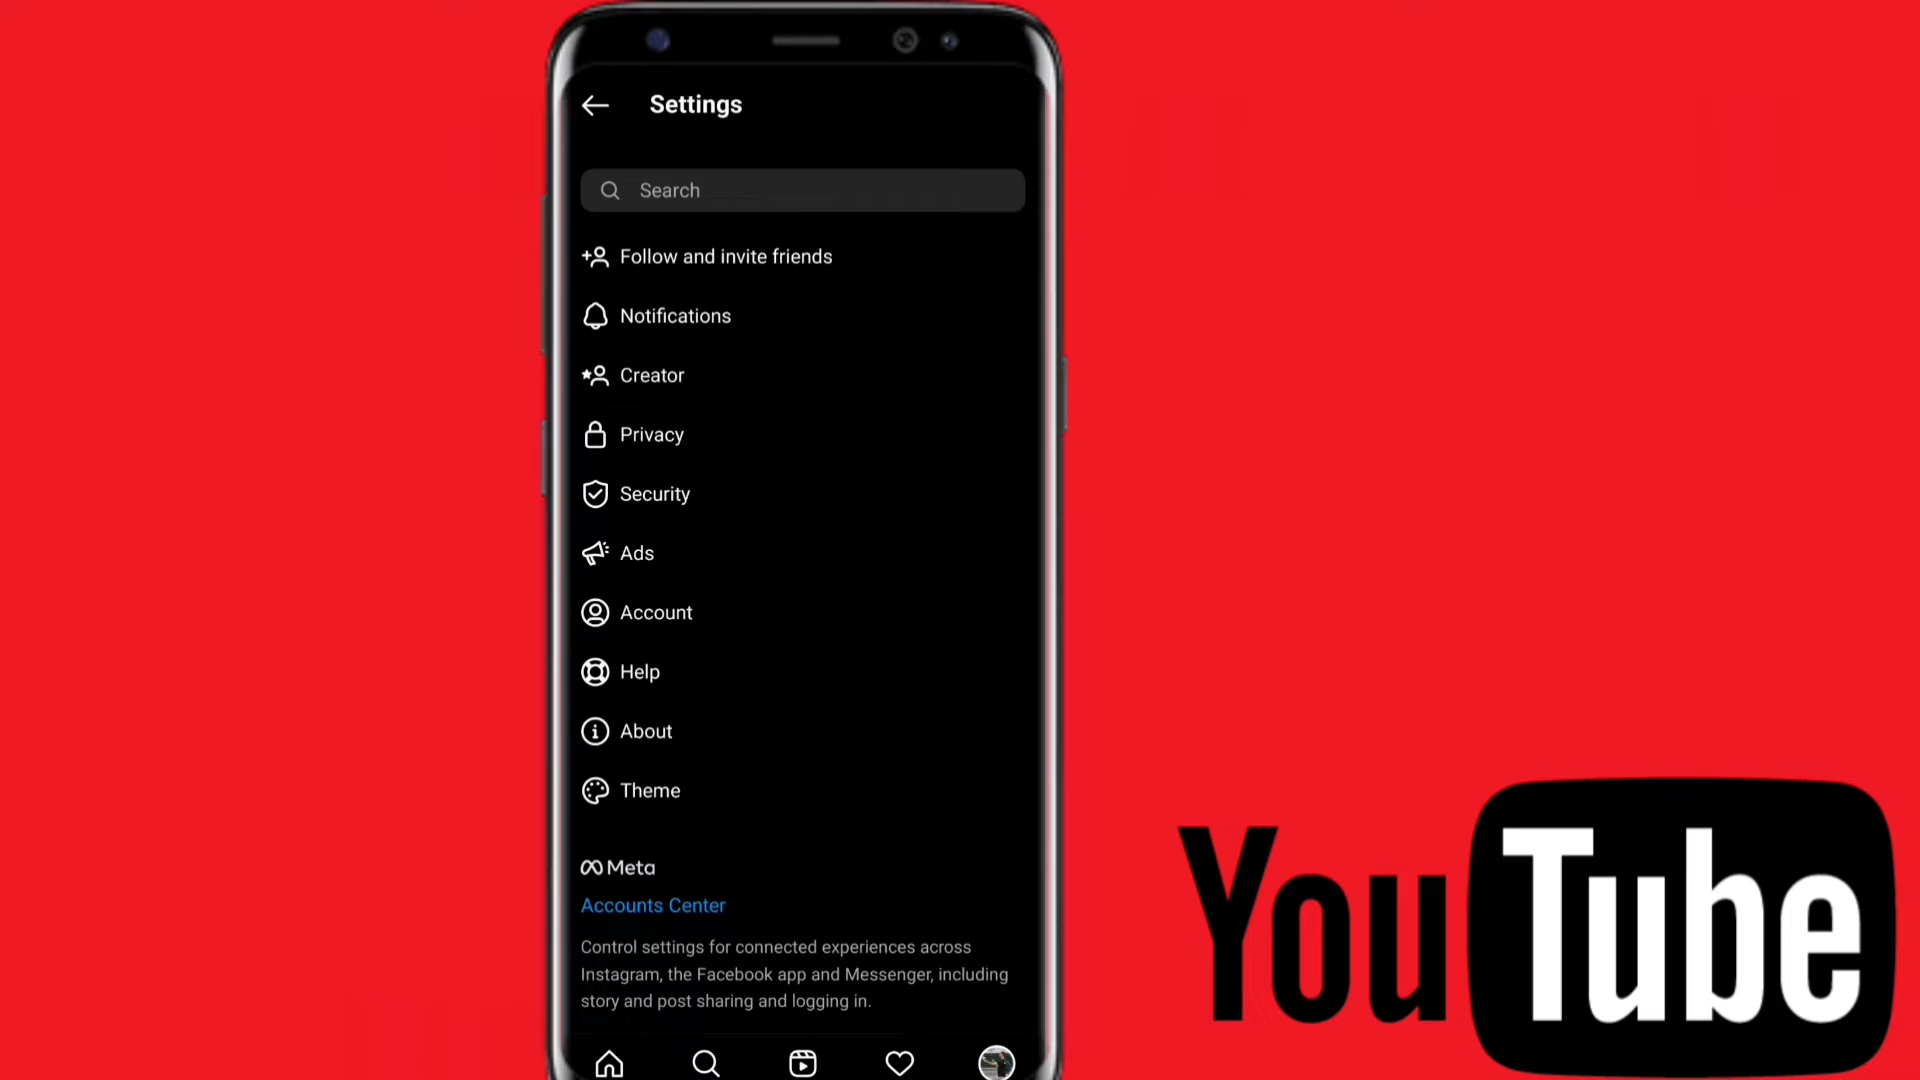 Settings
Search
Follow and invite friends
Notifications
Creator
Privacy
Security
Ads
Account
Help
About
Theme
Meta
Accounts Center
Control settings for connected experiences across
Instagram, the Facebook app and Messenger, including
story and post sharing and logging in.
YouTube